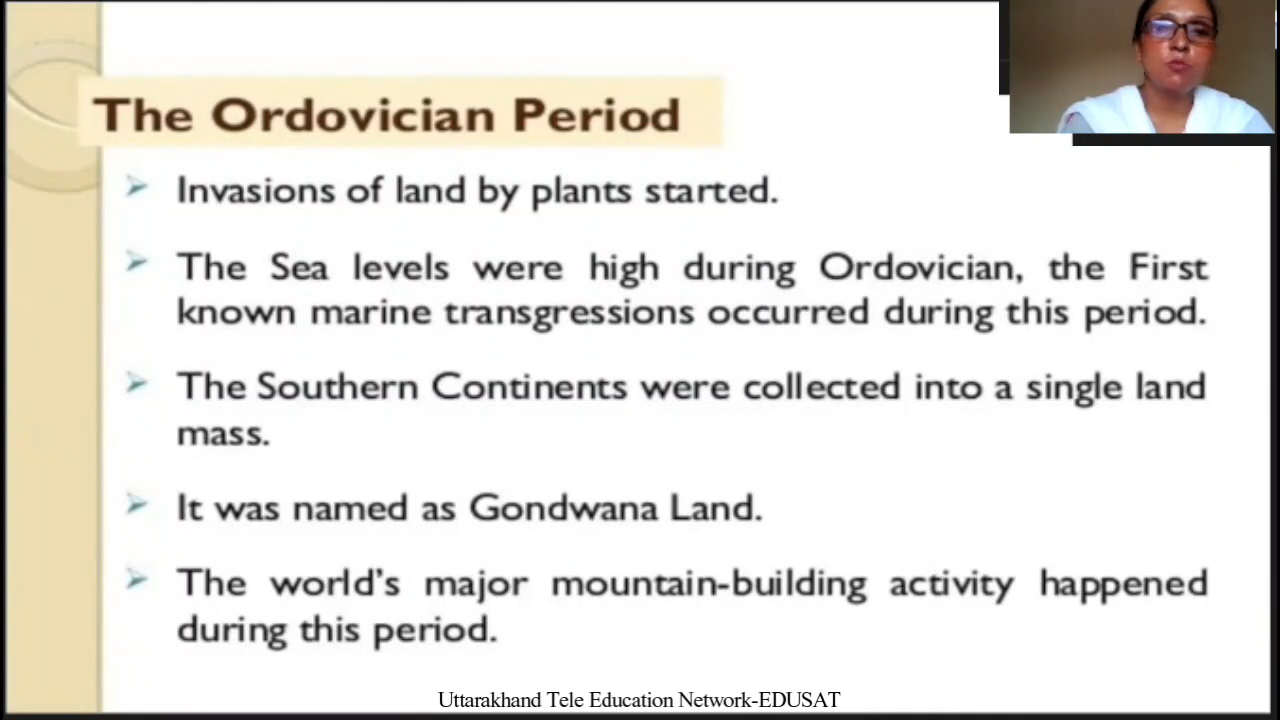 The Ordovician Period
Invasions of land by plants started.
The Sea levels were high during Ordovician, the First
known marine transgressions occurred during this period.
The Southern Continents were collected into a single land
mass.
It was named as Gondwana Land.
The world's major mountain-building activity happened
during this period.
Uttarakhand Tele Education Network-EDUSAT